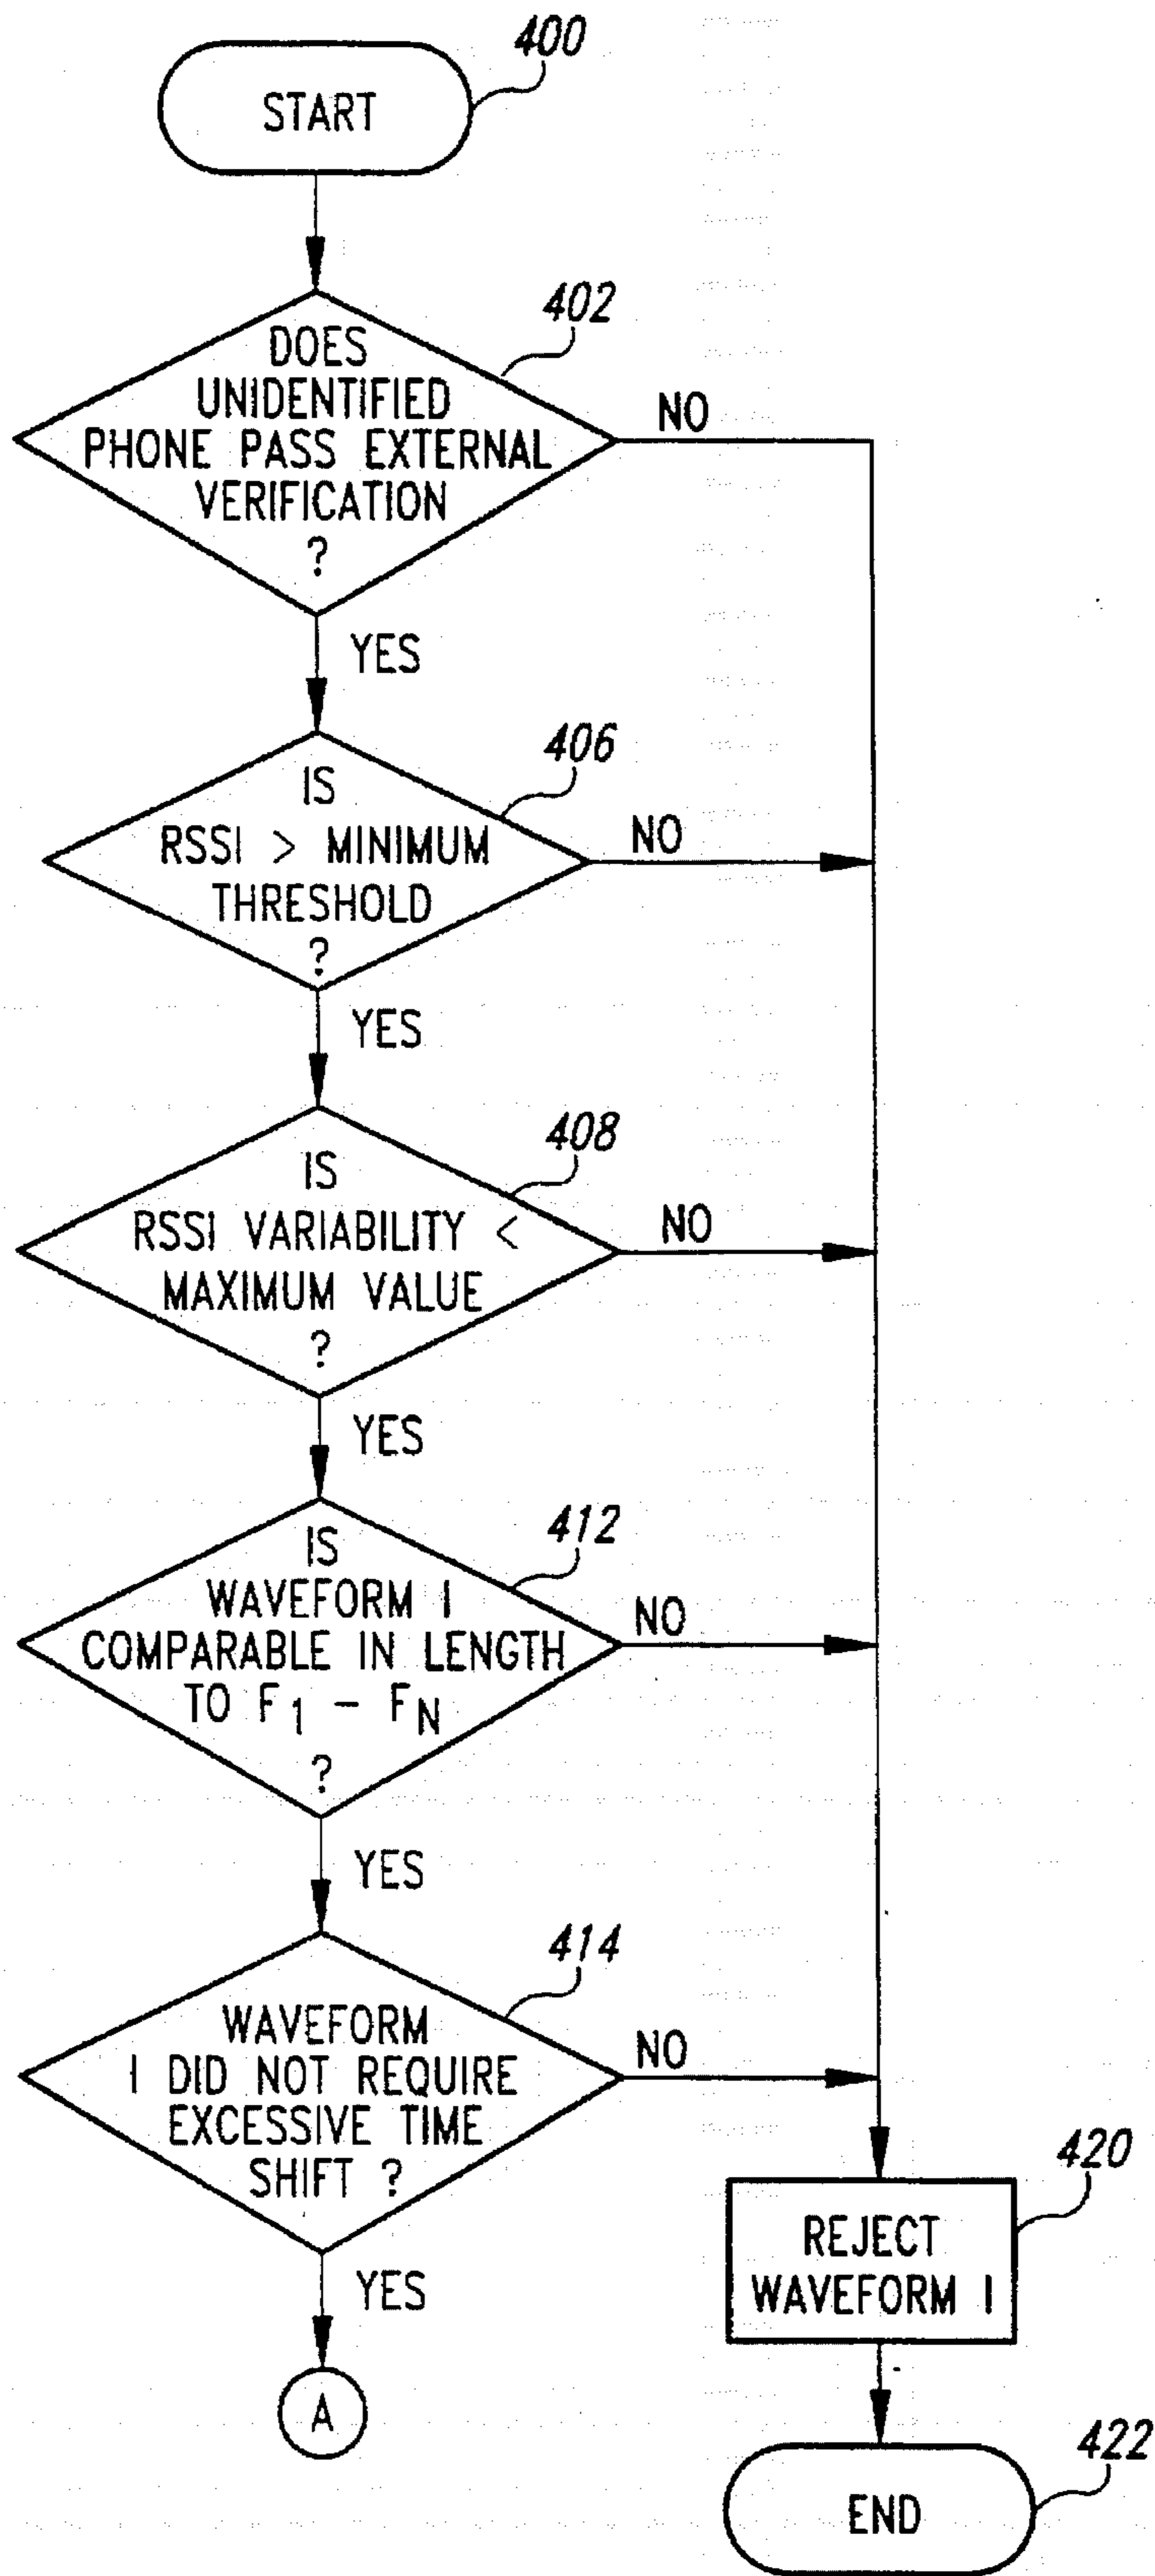 400
START
402
DOES
UNIDENTIFIED
PHONE PASS EXTERNAL
VERIFICATION
?
NO
YES
406
IS
RSSI > MINIMUM
THRESHOLD
?
NO
YES
408
IS
RSSI VARIABILITY <
MAXIMUM VALUE
?
NO
YES
412
IS
WAVEFORM I
COMPARABLE IN LENGTH
TO F1 - FN
?
NO
YES
414
WAVEFORM
I DID NOT REQUIRE
EXCESSIVE TIME
SHIFT ?
NO
YES
420
REJECT
WAVEFORM I
A
422
END